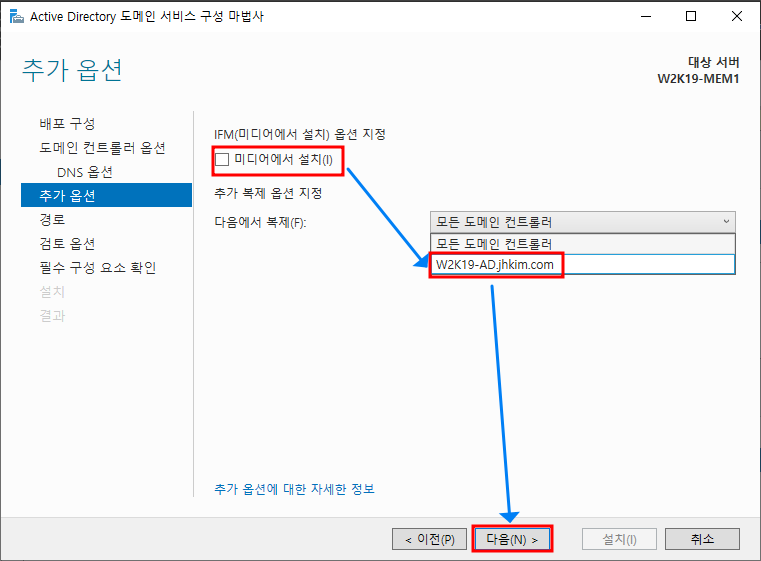 Active Directory 도메인 서비스 구성 마법사
추가 옵션
대상 서버
W2K19-MEM1
배포 구성
도메인 컨트롤러 옵션
DNS 옵션
추가 옵션
경로
검토 옵션
필수 구성 요소 확인
설치
결과
IFM(미디어에서 설치) 옵션 지정
미디어에서 설치(I)
추가 복제 옵션 지정
다음에서 복제(F):
모든 도메인 컨트롤러
모든 도메인 컨트롤러
W2K19-AD.jhkim.com
추가 옵션에 대한 자세한 정보
< 이전(P)
다음(N) >
설치(I)
취소